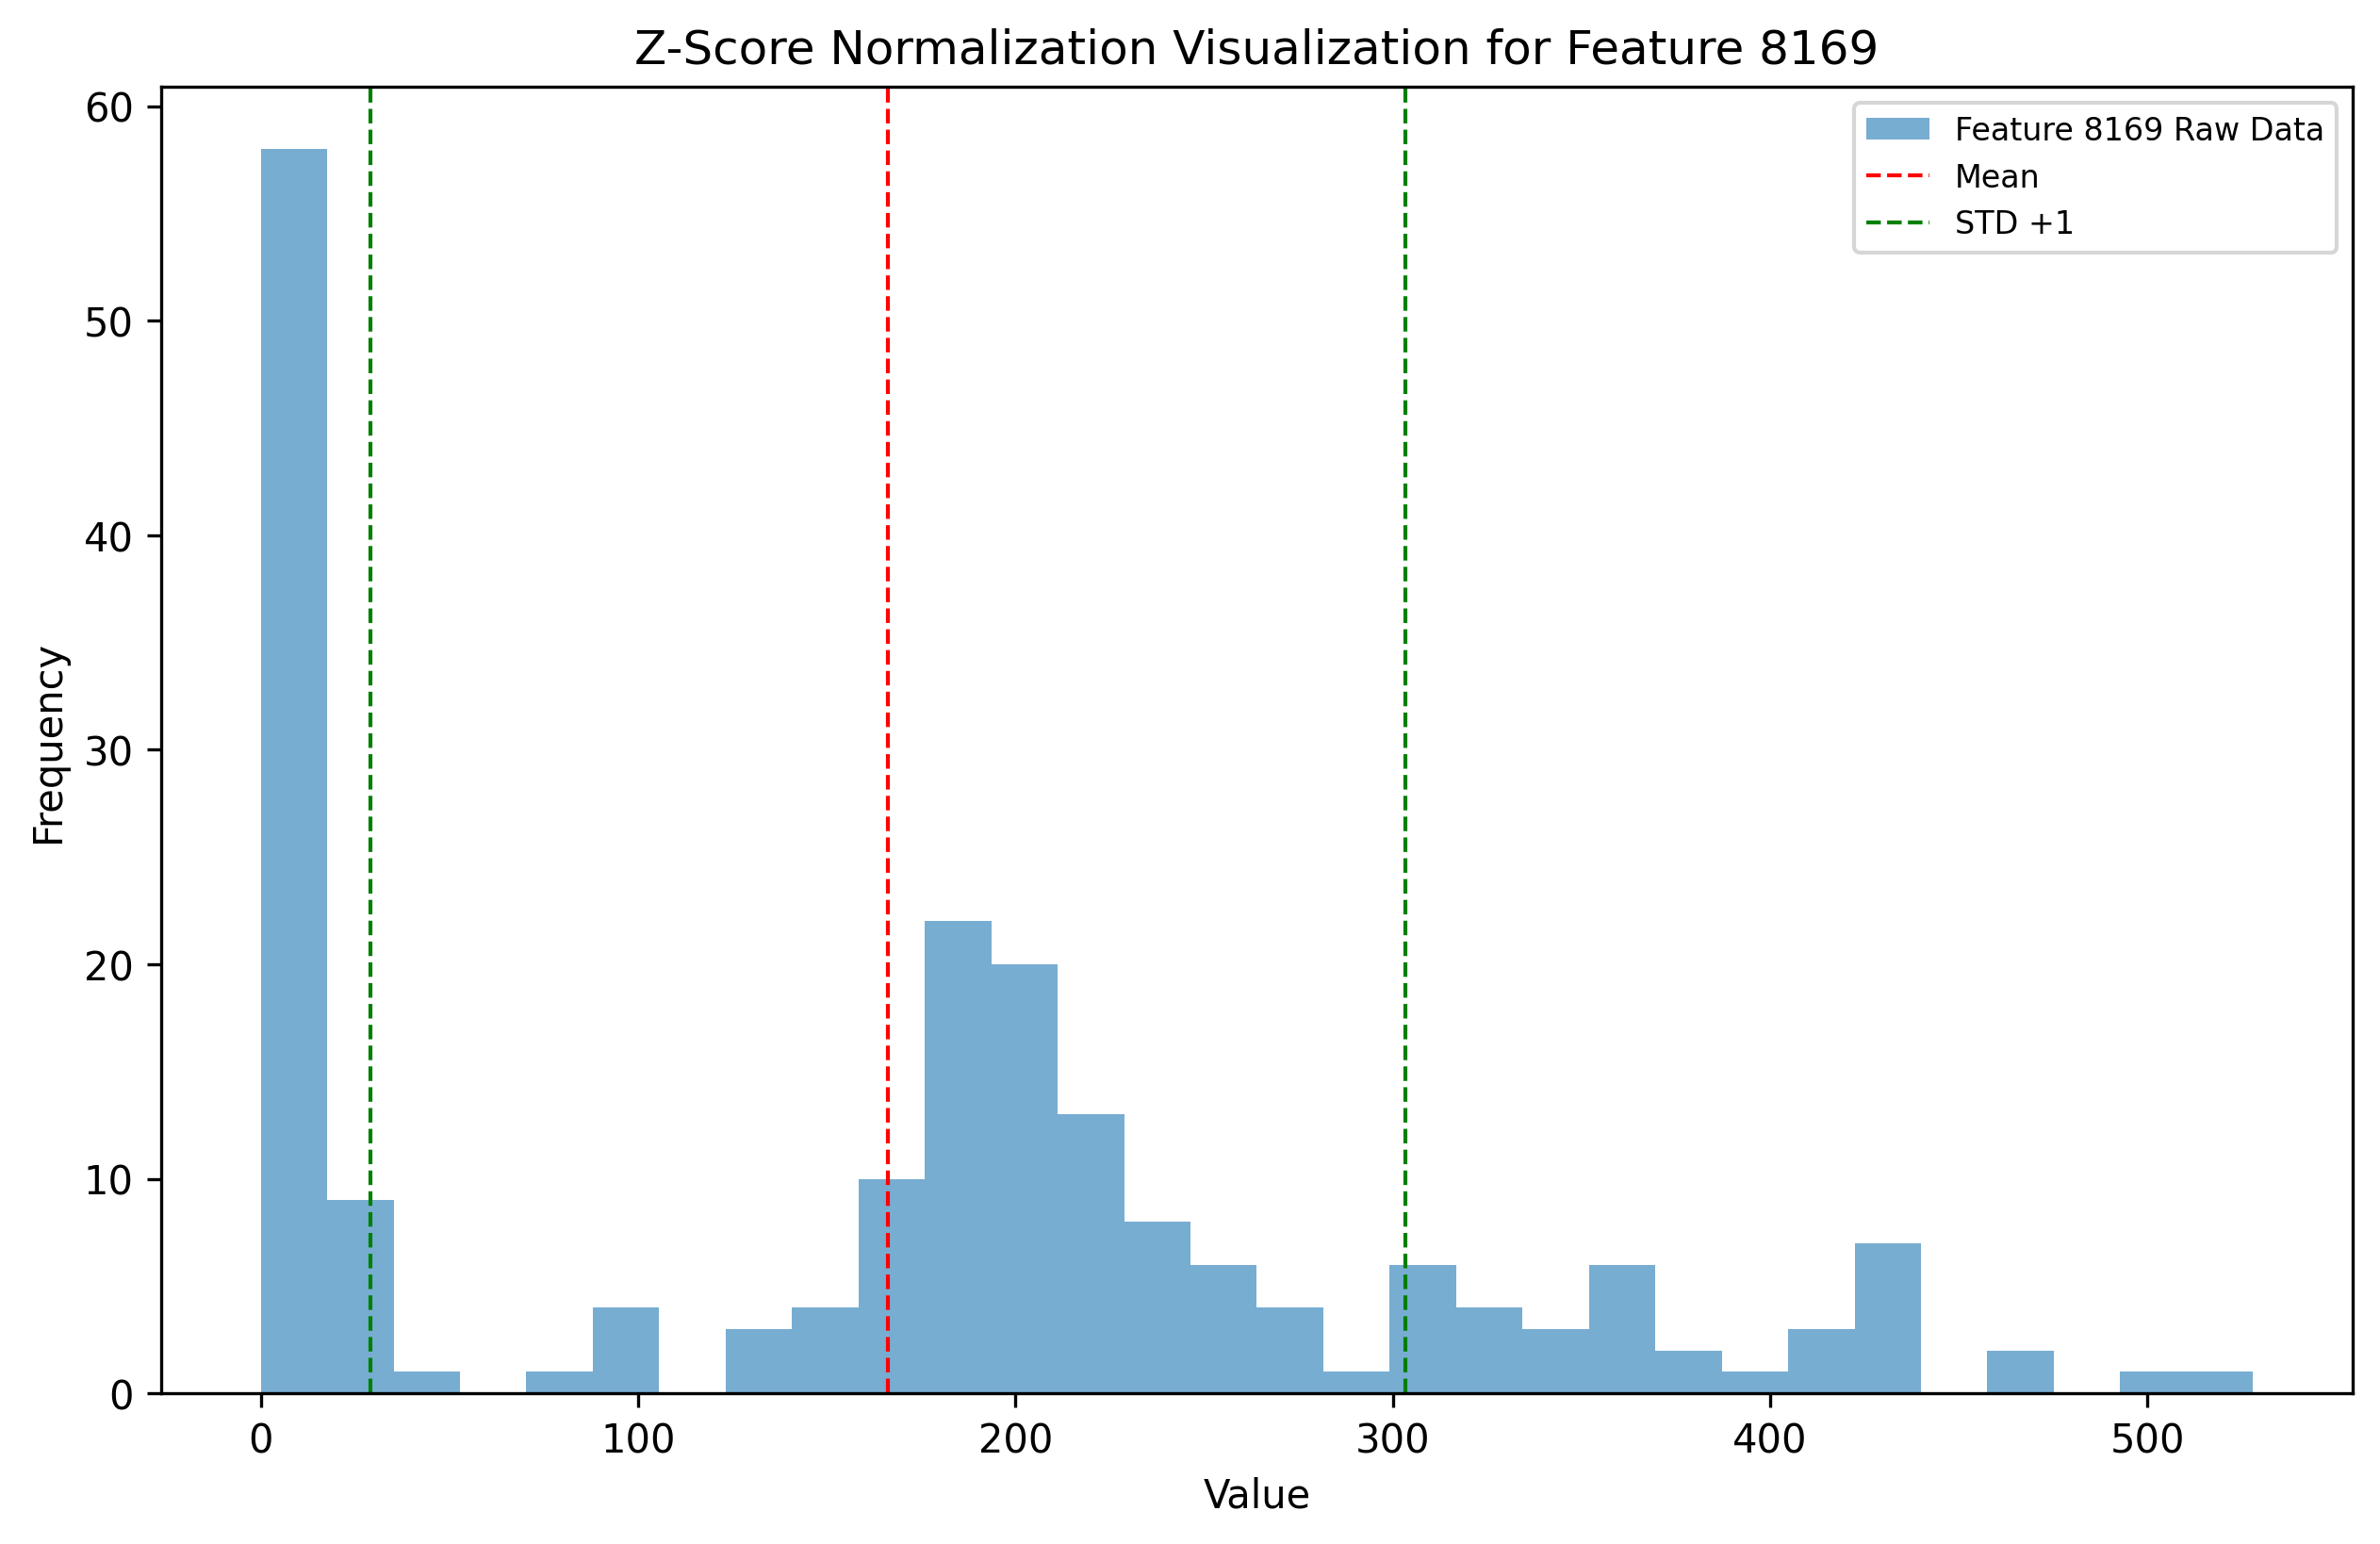 Z-Score Normalization Visualization for Feature 8169
Feature 8169 Raw Data
Mean
STD +1
60
50
40
30
20
10
0
Frequency
0 100 200 300 400 500
Value